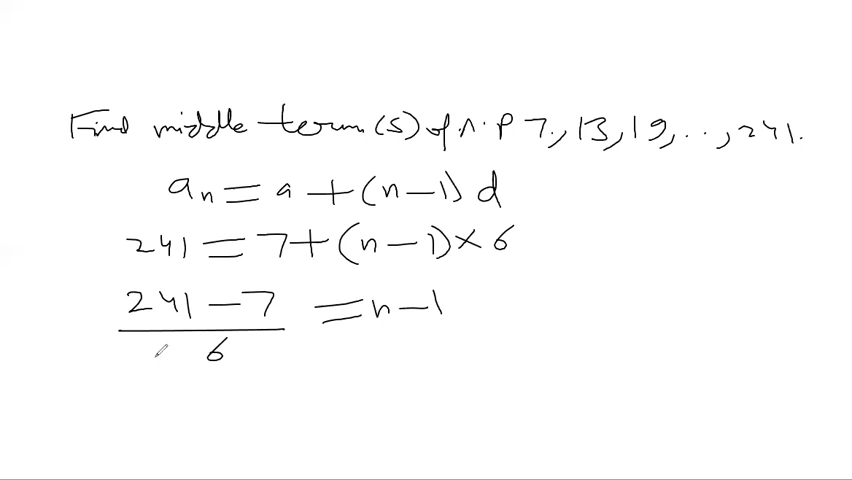 Find middle term(s) of A.P 7, 13, 19, .., 241.
aₙ = a + (n-1) d
241 = 7 + (n-1) × 6
241 - 7 = n - 1
6